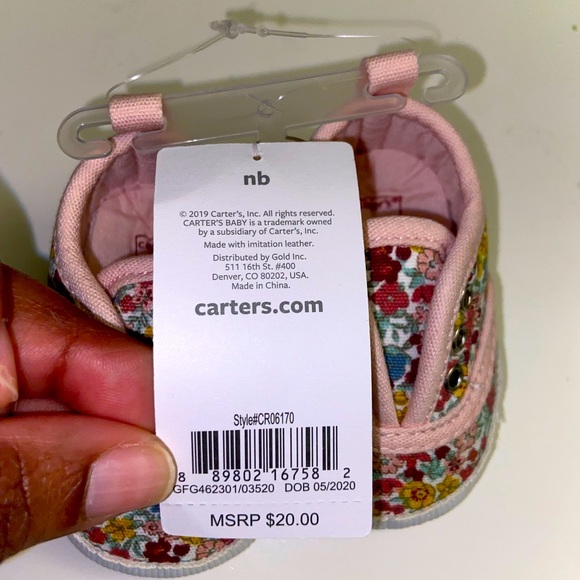 nb
© 2019 Carter's, Inc. All rights reserved.
CARTER'S BABY is a trademark owned
by a subsidiary of Carter's, Inc.
Made with imitation leather.
Distributed by Gold Inc.
511 16th St. #400
Denver, CO 80202, USA.
Made in China.
carters.com
Style#CR06170
8 89802 16758 2
GFG462301/03520 DOB 05/2020
MSRP $20.00